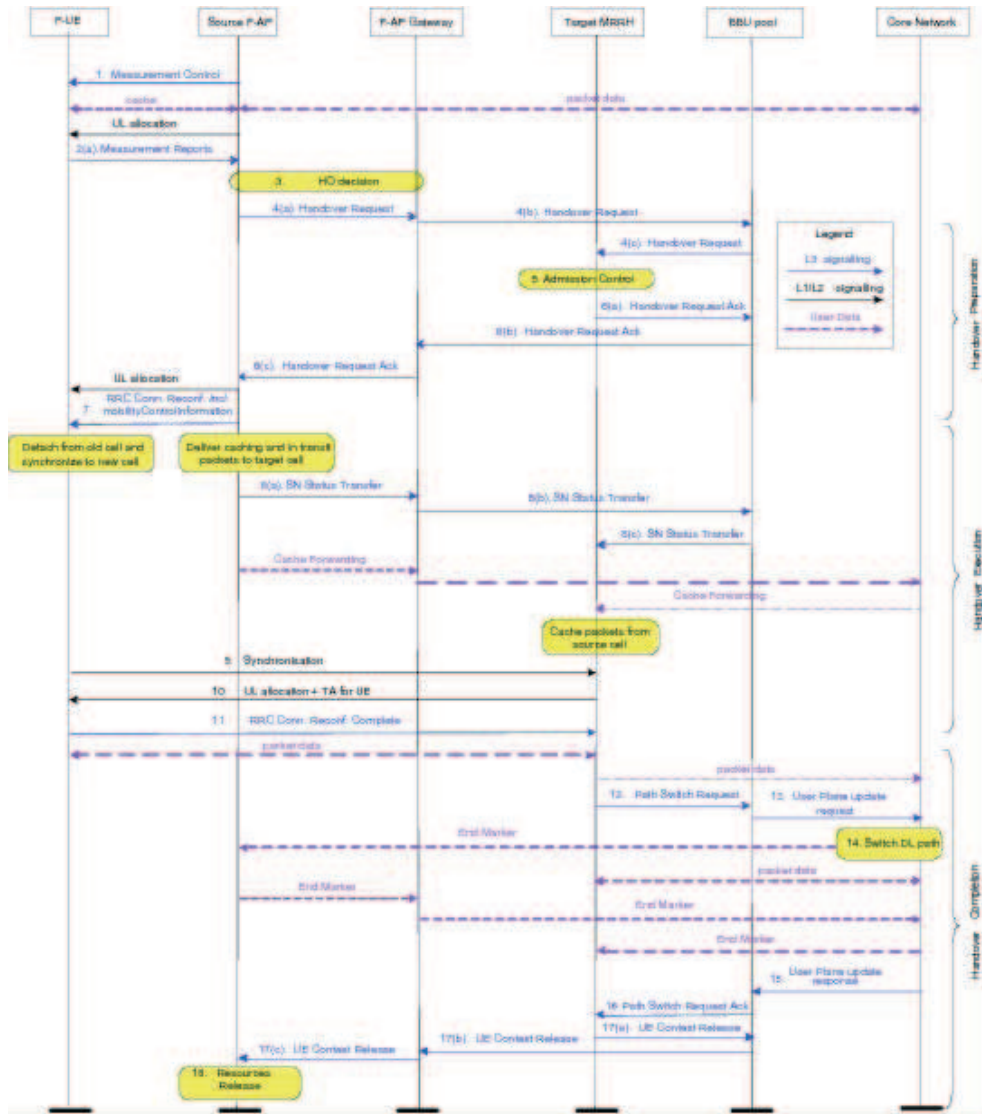 F-UE
Source F-AP
F-AP Gateway
Target MRRH
BBU pool
Core Network
1. Measurement Control
cache
packet data
UL allocation
2(a). Measurement Reports
3. HO decision
4(a). Handover Request
4(b). Handover Request
4(c). Handover Request
Legend
L3 signalling
L1/L2 signalling
User Data
5. Admission Control
6(a). Handover Request Ack
6(b). Handover Request Ack
6(c). Handover Request Ack
Handover Preparation
UL allocation
RRC Conn. Reconf. Incl
7. mobilityControlInformation
Detach from old cell and
synchronize to new cell
Deliver caching and in transit
packets to target cell
8(a). SN Status Transfer
8(b). SN Status Transfer
8(c). SN Status Transfer
Cache Forwarding
Cache Forwarding
Handover Execution
Cache packets from
source cell
9. Synchronisation
10. UL allocation + TA for UE
11. RRC Conn. Reconf. Complete
packet data
packet data
12. Path Switch Request
13. User Plane update
request
End Marker
14. Switch DL path
packet data
End Marker
End Marker
End Marker
Handover Completion
15. User Plane update
response
16 Path Switch Request Ack
17(a). UE Context Release
17(b). UE Context Release
17(c). UE Context Release
18. Resources
Release